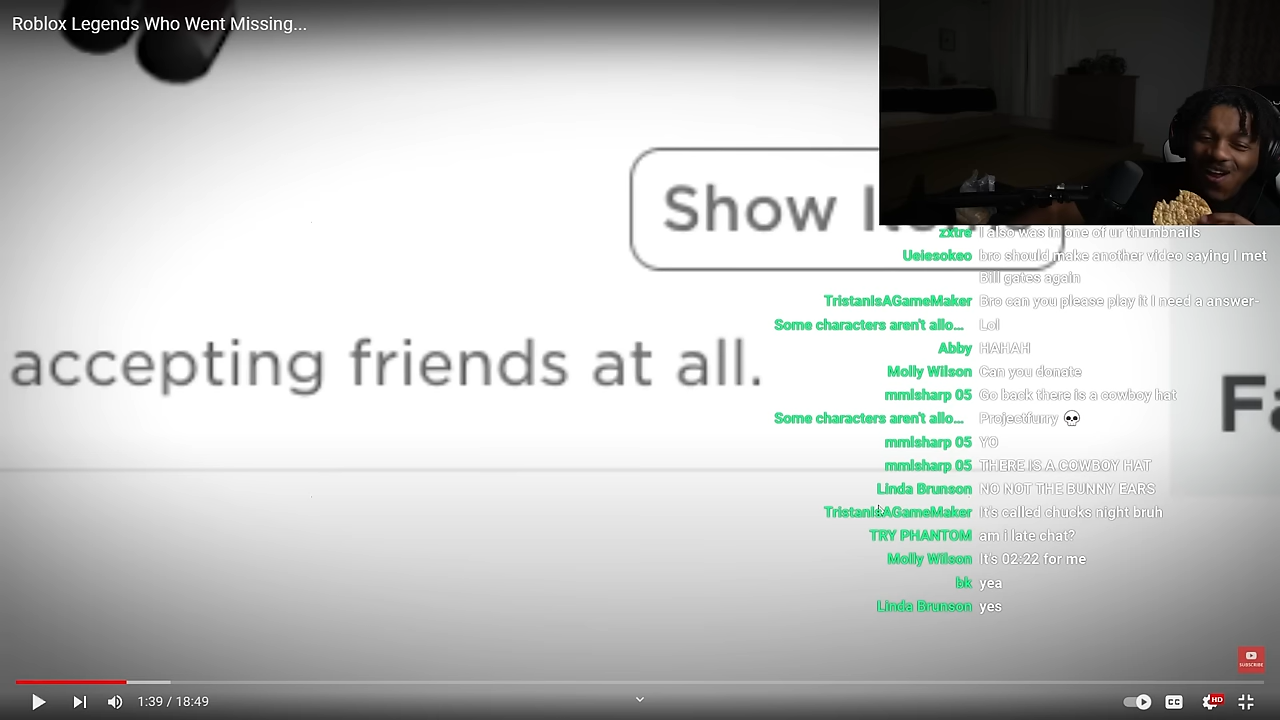 Roblox Legends Who Went Missing...
Show
accepting friends at all.
Fa
zxtre I also was in one of ur thumbnails
Ueiesokeo bro should make another video saying I met
Bill gates again
TristanIsAGameMaker Bro can you please play it I need a answer-
Some characters aren't allo... Lol
Abby HAHAH
Molly Wilson Can you donate
mmlsharp 05 Go back there is a cowboy hat
Some characters aren't allo... Projectfurry 💀
mmlsharp 05 YO
mmlsharp 05 THERE IS A COWBOY HAT
Linda Brunson NO NOT THE BUNNY EARS
TristanIsAGameMaker It's called chucks night bruh
TRY PHANTOM am i late chat?
Molly Wilson It's 02:22 for me
bk yea
Linda Brunson yes
SUBSCRIBE
1:39 / 18:49
CC
HD